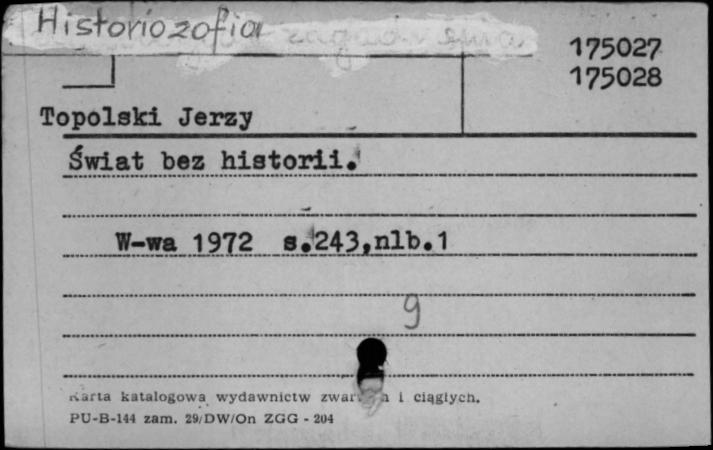 Historiozofia
175027
175028
Topolski Jerzy
Świat bez historii.
W-wa 1972 s.243,nlb.1
9
Karta katalogowa wydawnictw i ciągłych.
PU-B-144 zam. 29/DW/On ZGG - 204